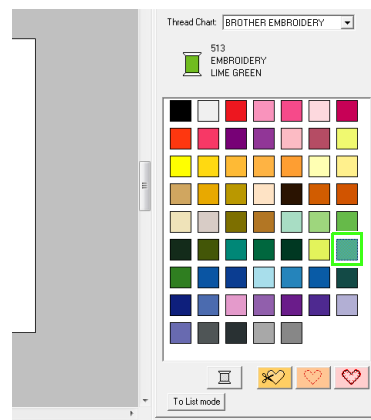 Thread Chart: BROTHER EMBROIDERY
513
EMBROIDERY
LIME GREEN
To List mode